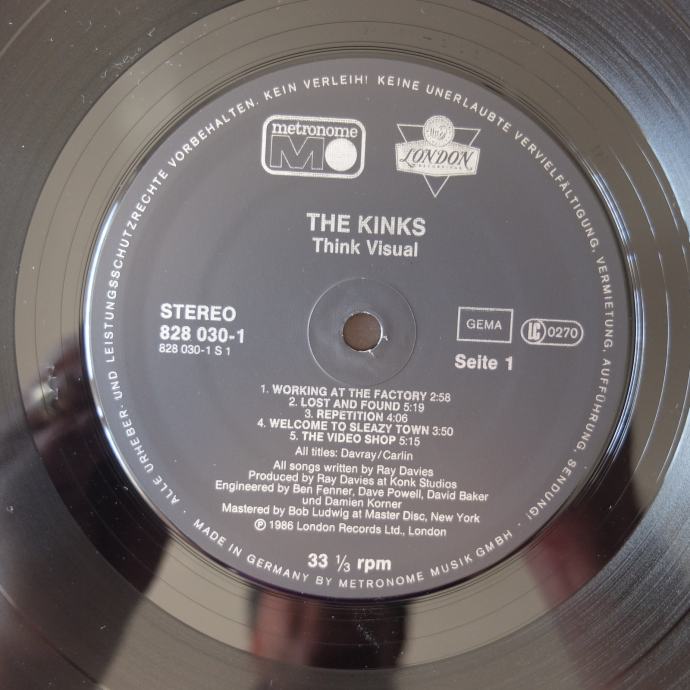 ALLE URHEBER- UND LEISTUNGSSCHUTZRECHTE VORBEHALTEN. KEIN VERLEIH! KEINE UNERLAUBTE VERVIELFÄLTIGUNG, VERMIETUNG, AUFFÜHRUNG, SENDUNG!
metronome
LONDON
THE KINKS
Think Visual
STEREO
828 030-1
828 030-1 S 1
GEMA
LC 0270
Seite 1
1. WORKING AT THE FACTORY 2:58
2. LOST AND FOUND 5:19
3. REPETITION 4:06
4. WELCOME TO SLEAZY TOWN 3:50
5. THE VIDEO SHOP 5:15
All titles: Davray/Carlin
All songs written by Ray Davies
Produced by Ray Davies at Konk Studios
Engineered by Ben Fenner, Dave Powell, David Baker
und Damien Korner
Mastered by Bob Ludwig at Master Disc, New York
Ⓟ 1986 London Records Ltd., London
33 ⅓ rpm
· MADE IN GERMANY BY METRONOME MUSIK GMBH ·